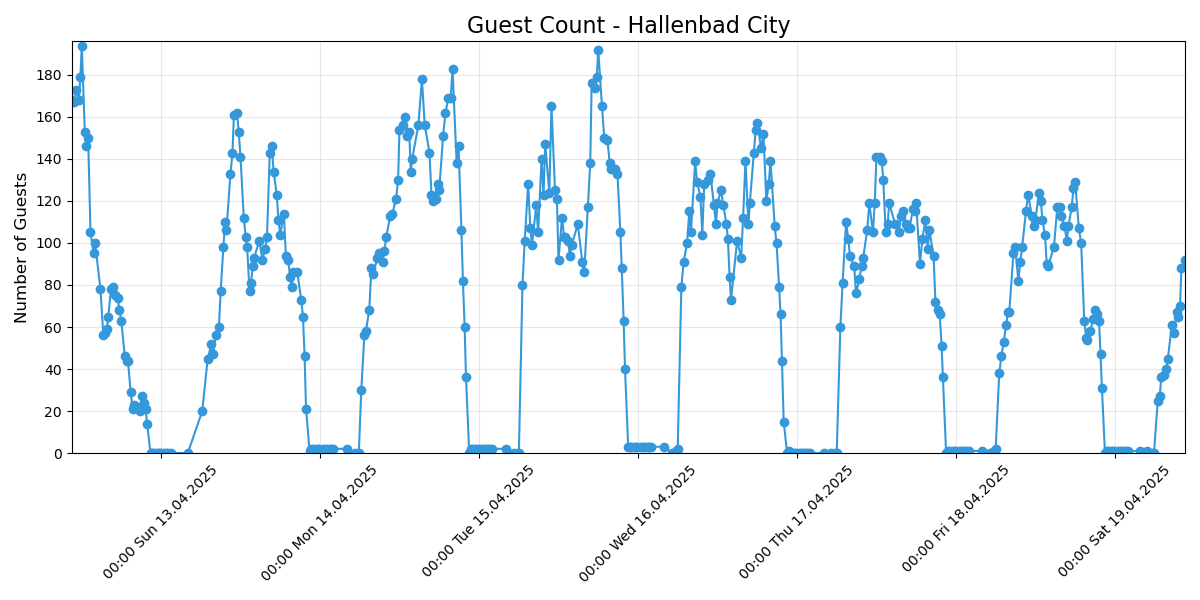 Guest Count - Hallenbad City
Number of Guests
180
160
140
120
100
80
60
40
20
0
00:00 Sun 13.04.2025
00:00 Mon 14.04.2025
00:00 Tue 15.04.2025
00:00 Wed 16.04.2025
00:00 Thu 17.04.2025
00:00 Fri 18.04.2025
00:00 Sat 19.04.2025